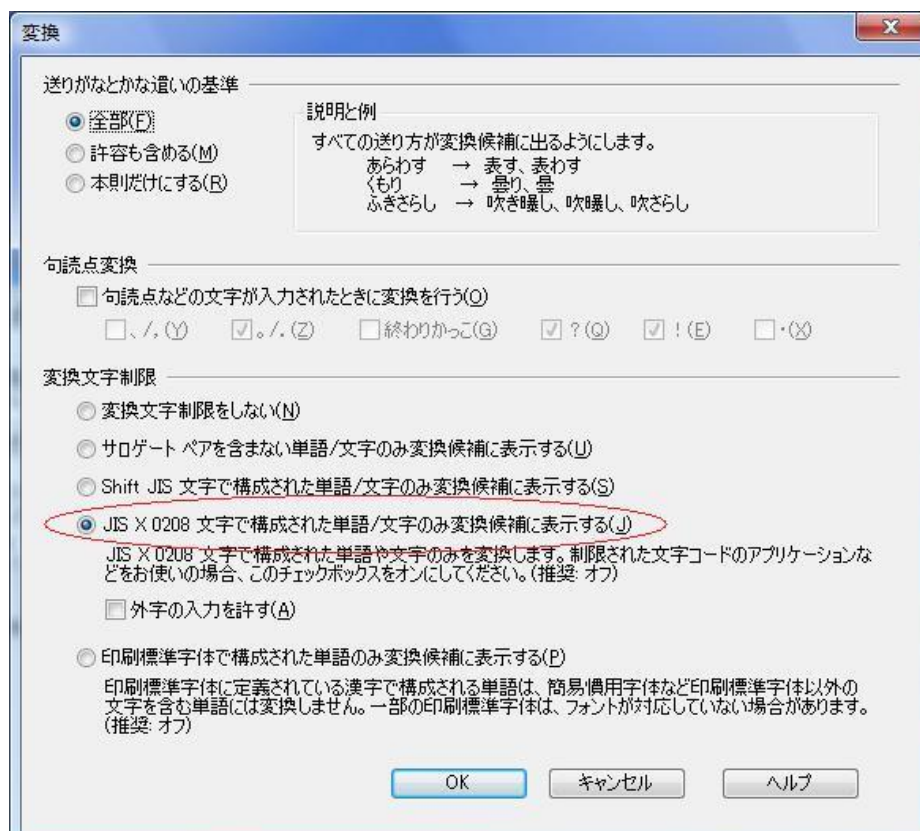 変換
送りがなとかな遣いの基準
全部(F)
許容も含める(M)
本則だけにする(R)
説明と例
すべての送り方が変換候補に出るようにします。
あらわす → 表す、表わす
くもり → 曇り、曇
ふきさらし → 吹き曝し、吹曝し、吹さらし
句読点変換
句読点などの文字が入力されたときに変換を行う(O)
、/,(Y) 。/.(Z) 終わりかっこ(G) ?(Q) !(E) ・(X)
変換文字制限
変換文字制限をしない(N)
サロゲート ペアを含まない単語/文字のみ変換候補に表示する(U)
Shift JIS 文字で構成された単語/文字のみ変換候補に表示する(S)
JIS X 0208 文字で構成された単語/文字のみ変換候補に表示する(J)
JIS X 0208 文字で構成された単語や文字のみを変換します。制限された文字コードのアプリケーションな
どをお使いの場合、このチェックボックスをオンにしてください。(推奨: オフ)
外字の入力を許す(A)
印刷標準字体で構成された単語のみ変換候補に表示する(P)
印刷標準字体に定義されている漢字で構成される単語は、簡易慣用字体など印刷標準字体以外の
文字を含む単語には変換しません。一部の印刷標準字体は、フォントが対応していない場合があります。
(推奨: オフ)
OK キャンセル ヘルプ